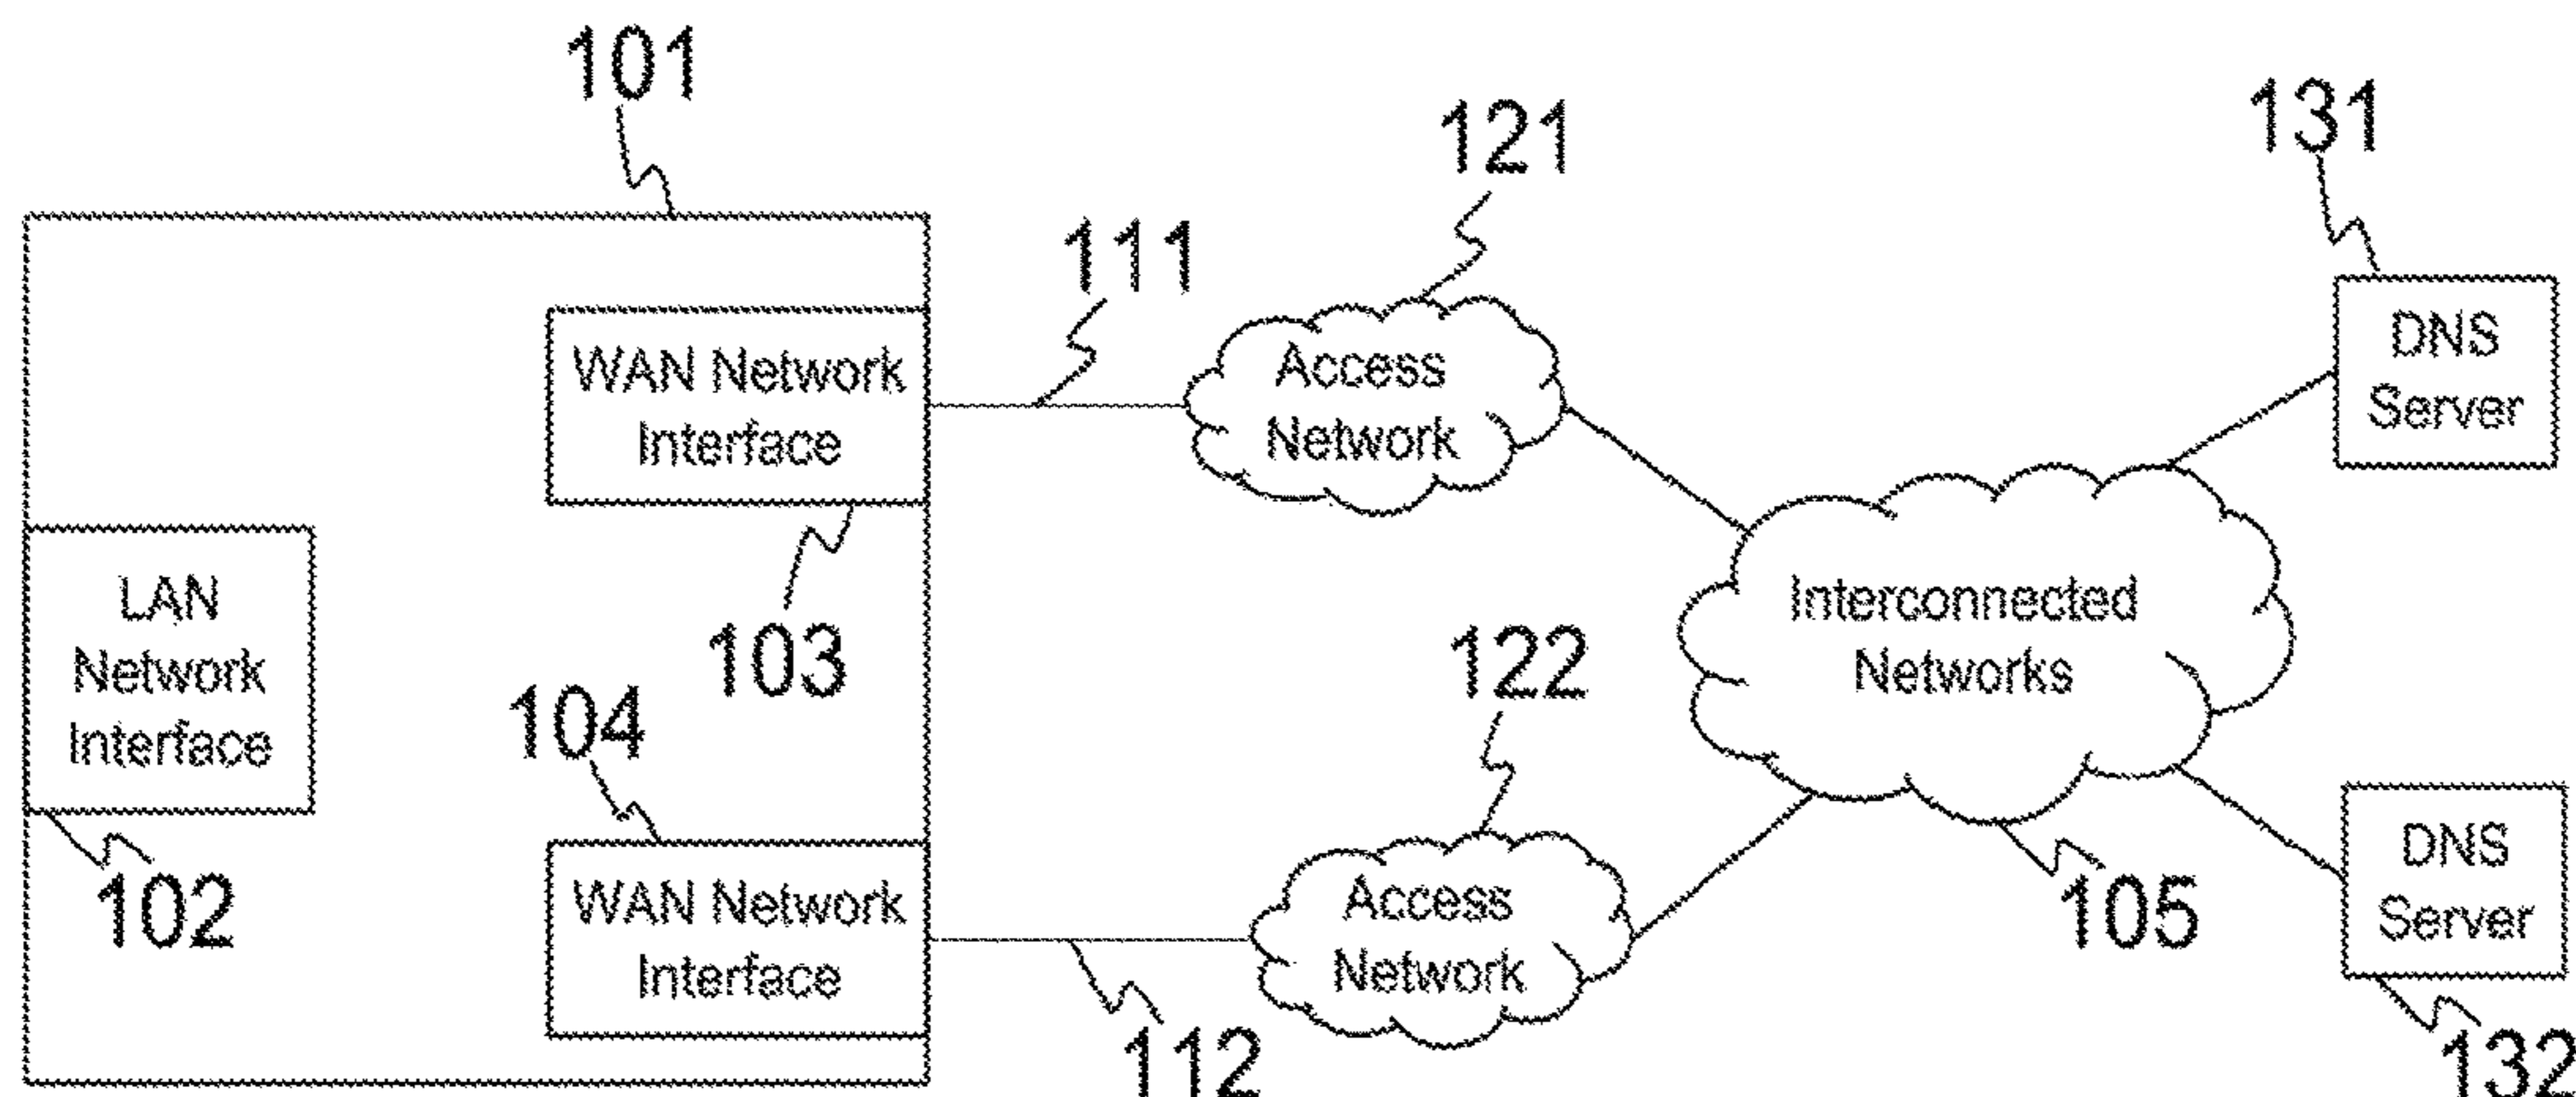 101
121
131
111
WAN Network
Interface
Access
Network
DNS
Server
103
LAN
Network
Interface
102
104
122
Interconnected
Networks
WAN Network
Interface
Access
Network
105
DNS
Server
112
132